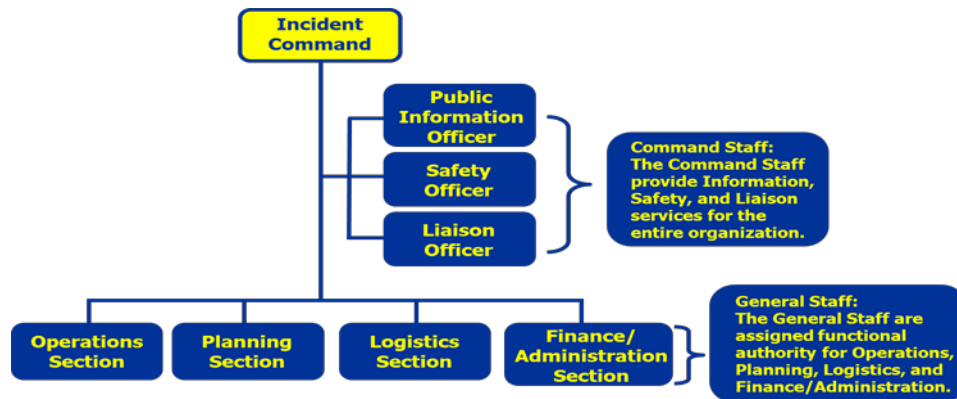 Incident
Command
Public
Information
Officer
Safety
Officer
Liaison
Officer
Command Staff:
The Command Staff
provide Information,
Safety, and Liaison
services for the
entire organization.
Operations
Section
Planning
Section
Logistics
Section
Finance/
Administration
Section
General Staff:
The General Staff are
assigned functional
authority for Operations,
Planning, Logistics, and
Finance/Administration.